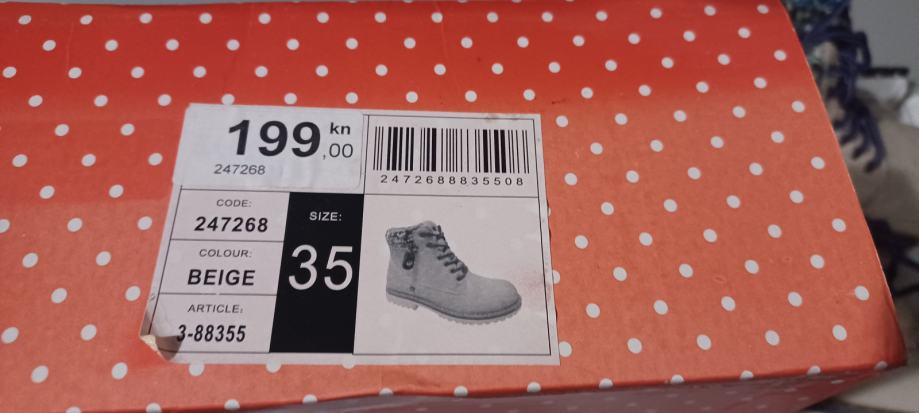 199,00 kn
247268
2472688835508
CODE:
247268
COLOUR:
BEIGE
ARTICLE:
3-88355
SIZE:
35